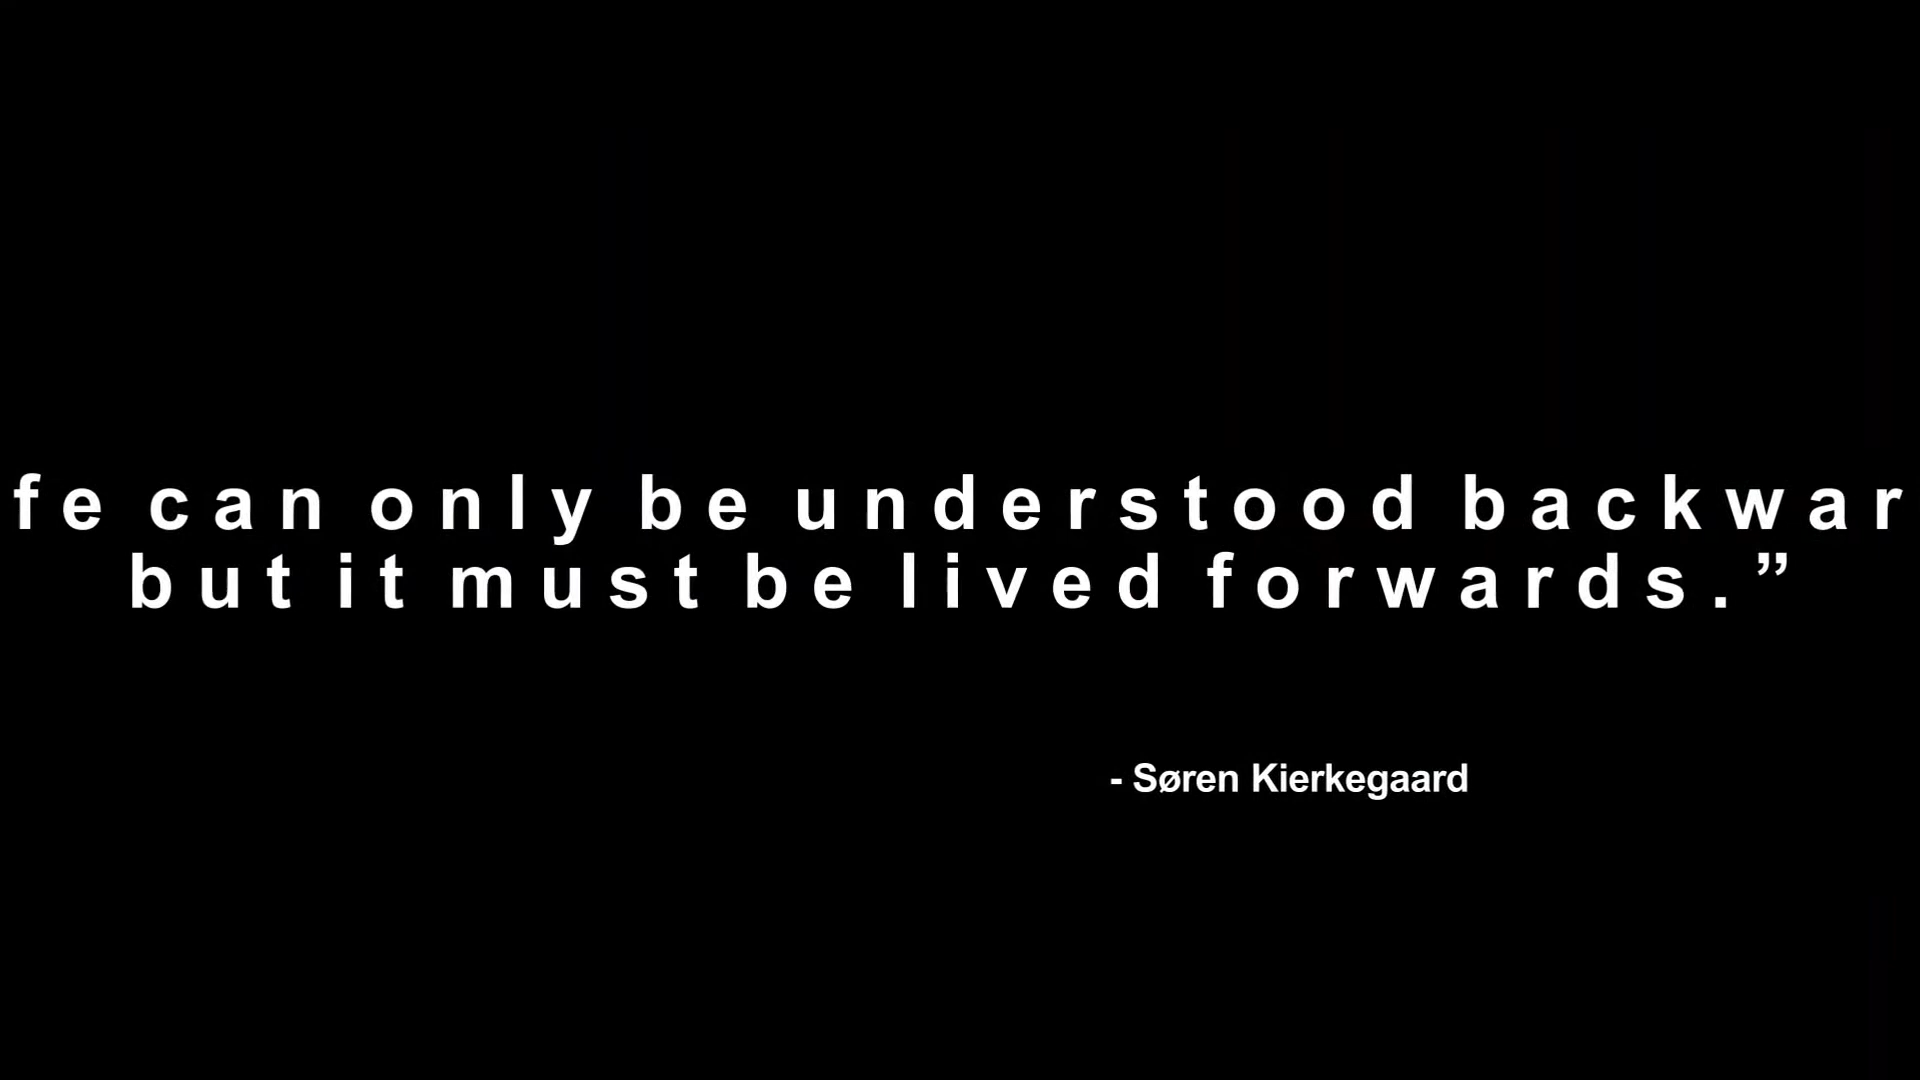 fe can only be understood backwar
but it must be lived forwards.”
- Søren Kierkegaard